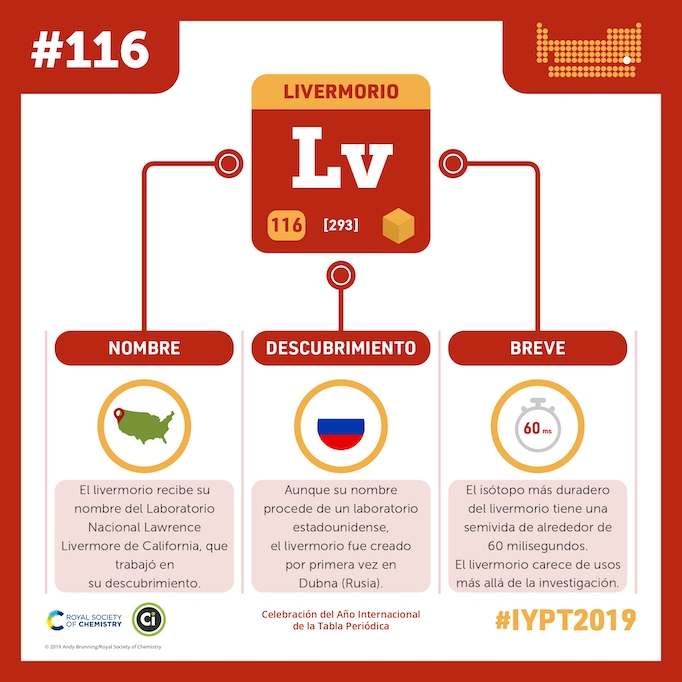 #116
LIVERMORIO
Lv
116 [293]
NOMBRE
El livermorio recibe su
nombre del Laboratorio
Nacional Lawrence
Livermore de California, que
trabajó en
su descubrimiento.
DESCUBRIMIENTO
Aunque su nombre
procede de un laboratorio
estadounidense,
el livermorio fue creado
por primera vez en
Dubna (Rusia).
BREVE
60 ms
El isótopo más duradero
del livermorio tiene una
semivida de alrededor de
60 milisegundos.
El livermorio carece de usos
más allá de la investigación.
ROYAL SOCIETY
OF CHEMISTRY
Ci
Celebración del Año Internacional
de la Tabla Periódica
#IYPT2019
© 2019 Andy Brunning/Royal Society of Chemistry